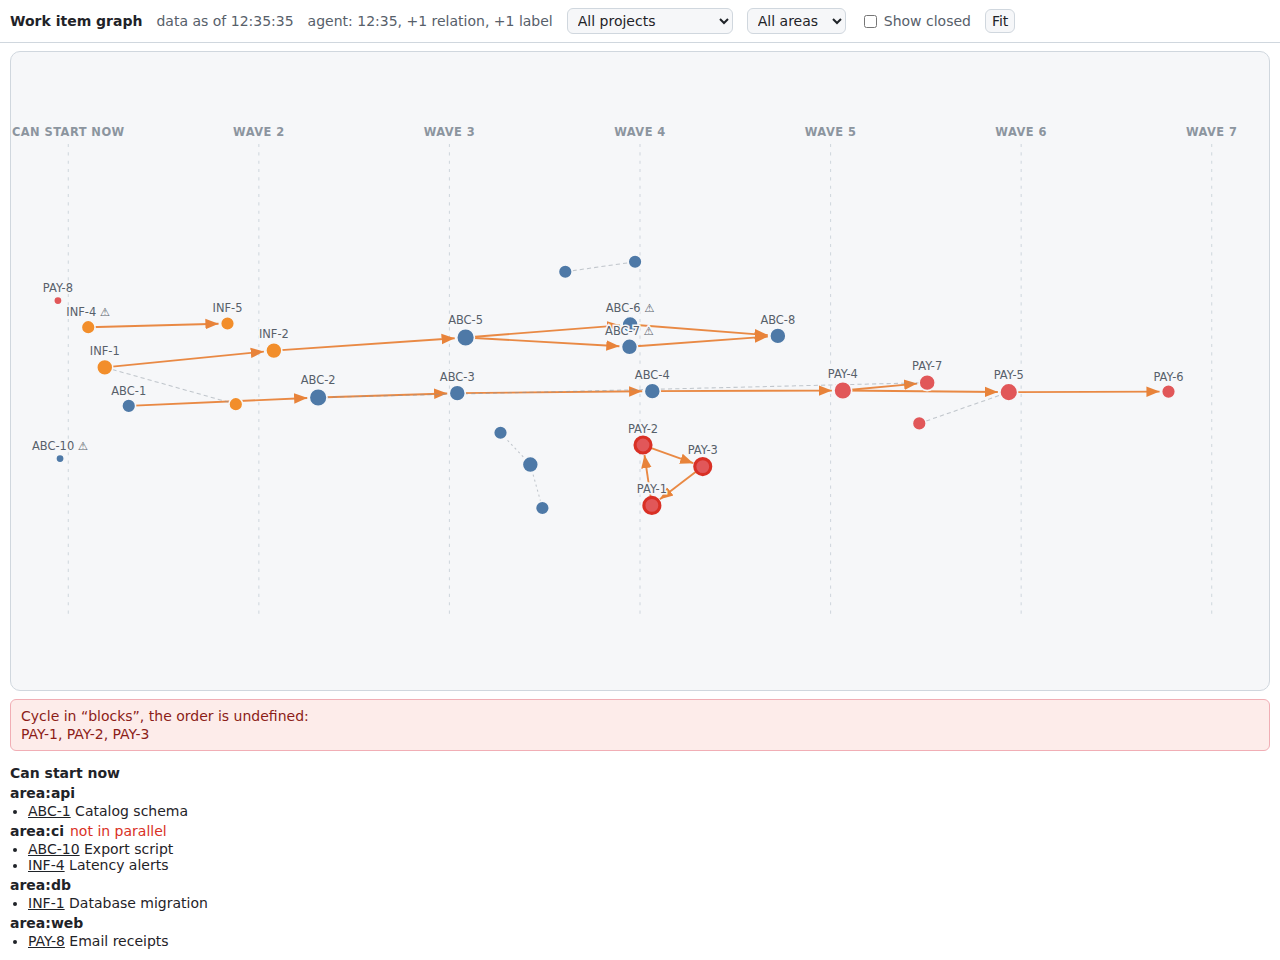 Work item graph data as of 12:35:35 agent: 12:35, +1 relation, +1 label All projects All areas Show closed Fit
CAN START NOW WAVE 2 WAVE 3 WAVE 4 WAVE 5 WAVE 6 WAVE 7
PAY-8
INF-4 ⚠
INF-5
ABC-6 ⚠
INF-2
ABC-5
ABC-7 ⚠
ABC-8
INF-1
ABC-1
ABC-2
ABC-3
ABC-4
PAY-4
PAY-7
PAY-5
PAY-6
PAY-2
ABC-10 ⚠
PAY-3
PAY-1
Cycle in “blocks”, the order is undefined:
PAY-1, PAY-2, PAY-3
Can start now
area:api
• ABC-1 Catalog schema
area:ci not in parallel
• ABC-10 Export script
• INF-4 Latency alerts
area:db
• INF-1 Database migration
area:web
• PAY-8 Email receipts